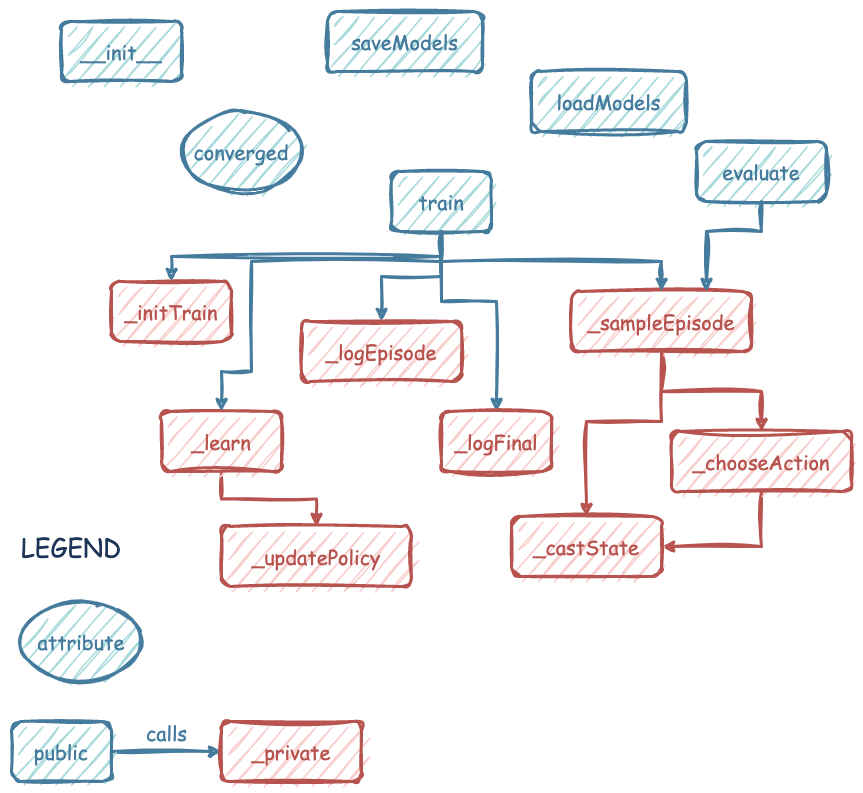 __init__
saveModels
loadModels
converged
evaluate
train
_initTrain
_logEpisode
_sampleEpisode
_learn
_logFinal
_chooseAction
_updatePolicy
_castState
LEGEND
attribute
public
calls
_private